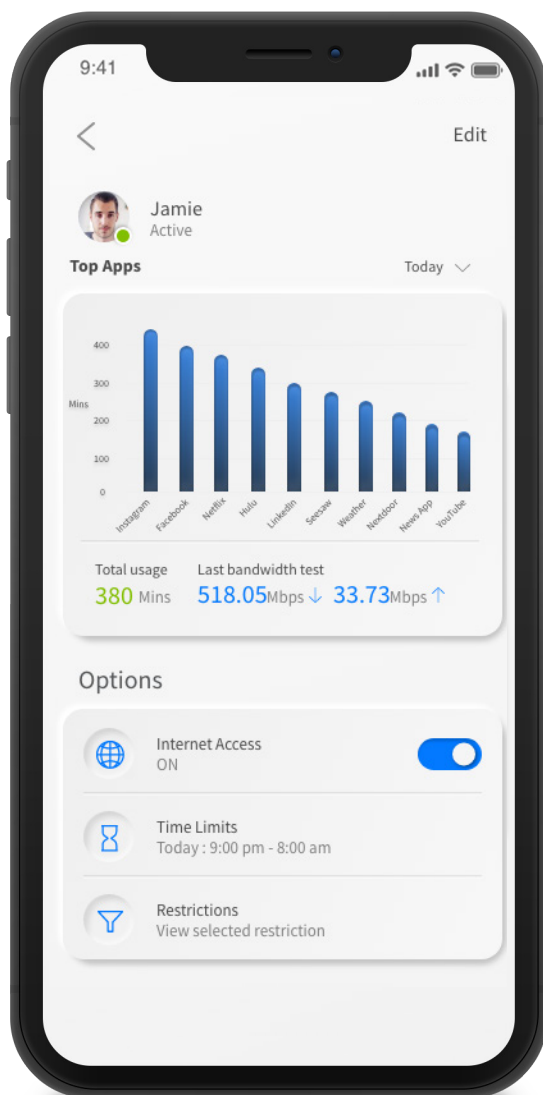 9:41
Edit
Jamie
Active
Top Apps
Today
400
300
Mins
200
100
0
Instagram
Facebook
Netflix
Hulu
LinkedIn
Seesaw
Weather
Nextdoor
News App
YouTube
Total usage
Last bandwidth test
380 Mins
518.05Mbps ↓ 33.73Mbps ↑
Options
Internet Access
ON
Time Limits
Today : 9:00 pm - 8:00 am
Restrictions
View selected restriction